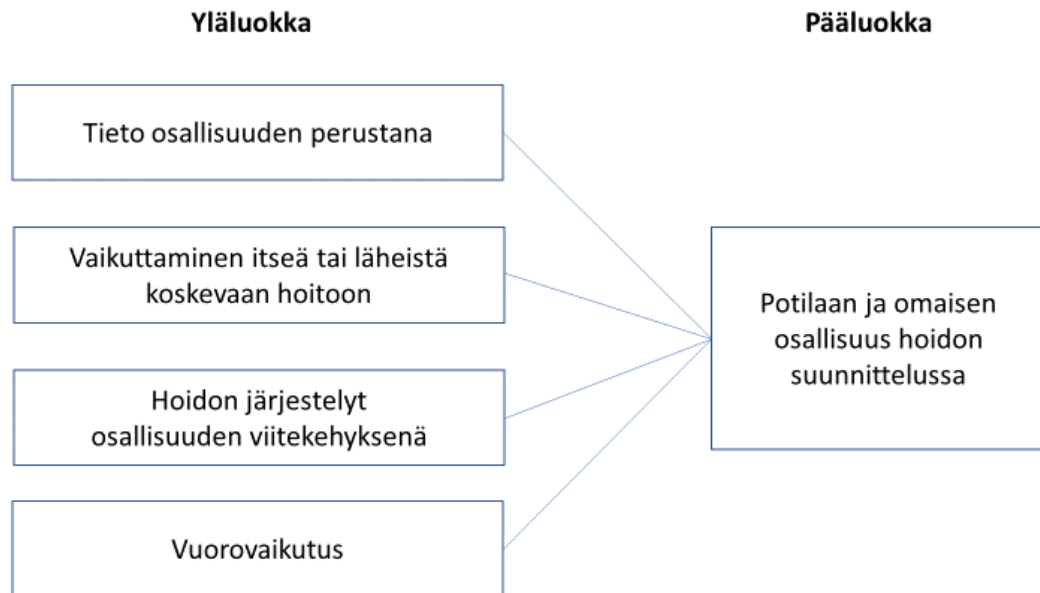 Yläluokka
Pääluokka
Tieto osallisuuden perustana
Vaikuttaminen itseä tai läheistä
koskevaan hoitoon
Hoidon järjestelyt
osallisuuden viitekehyksenä
Vuorovaikutus
Potilaan ja omaisen
osallisuus hoidon
suunnittelussa